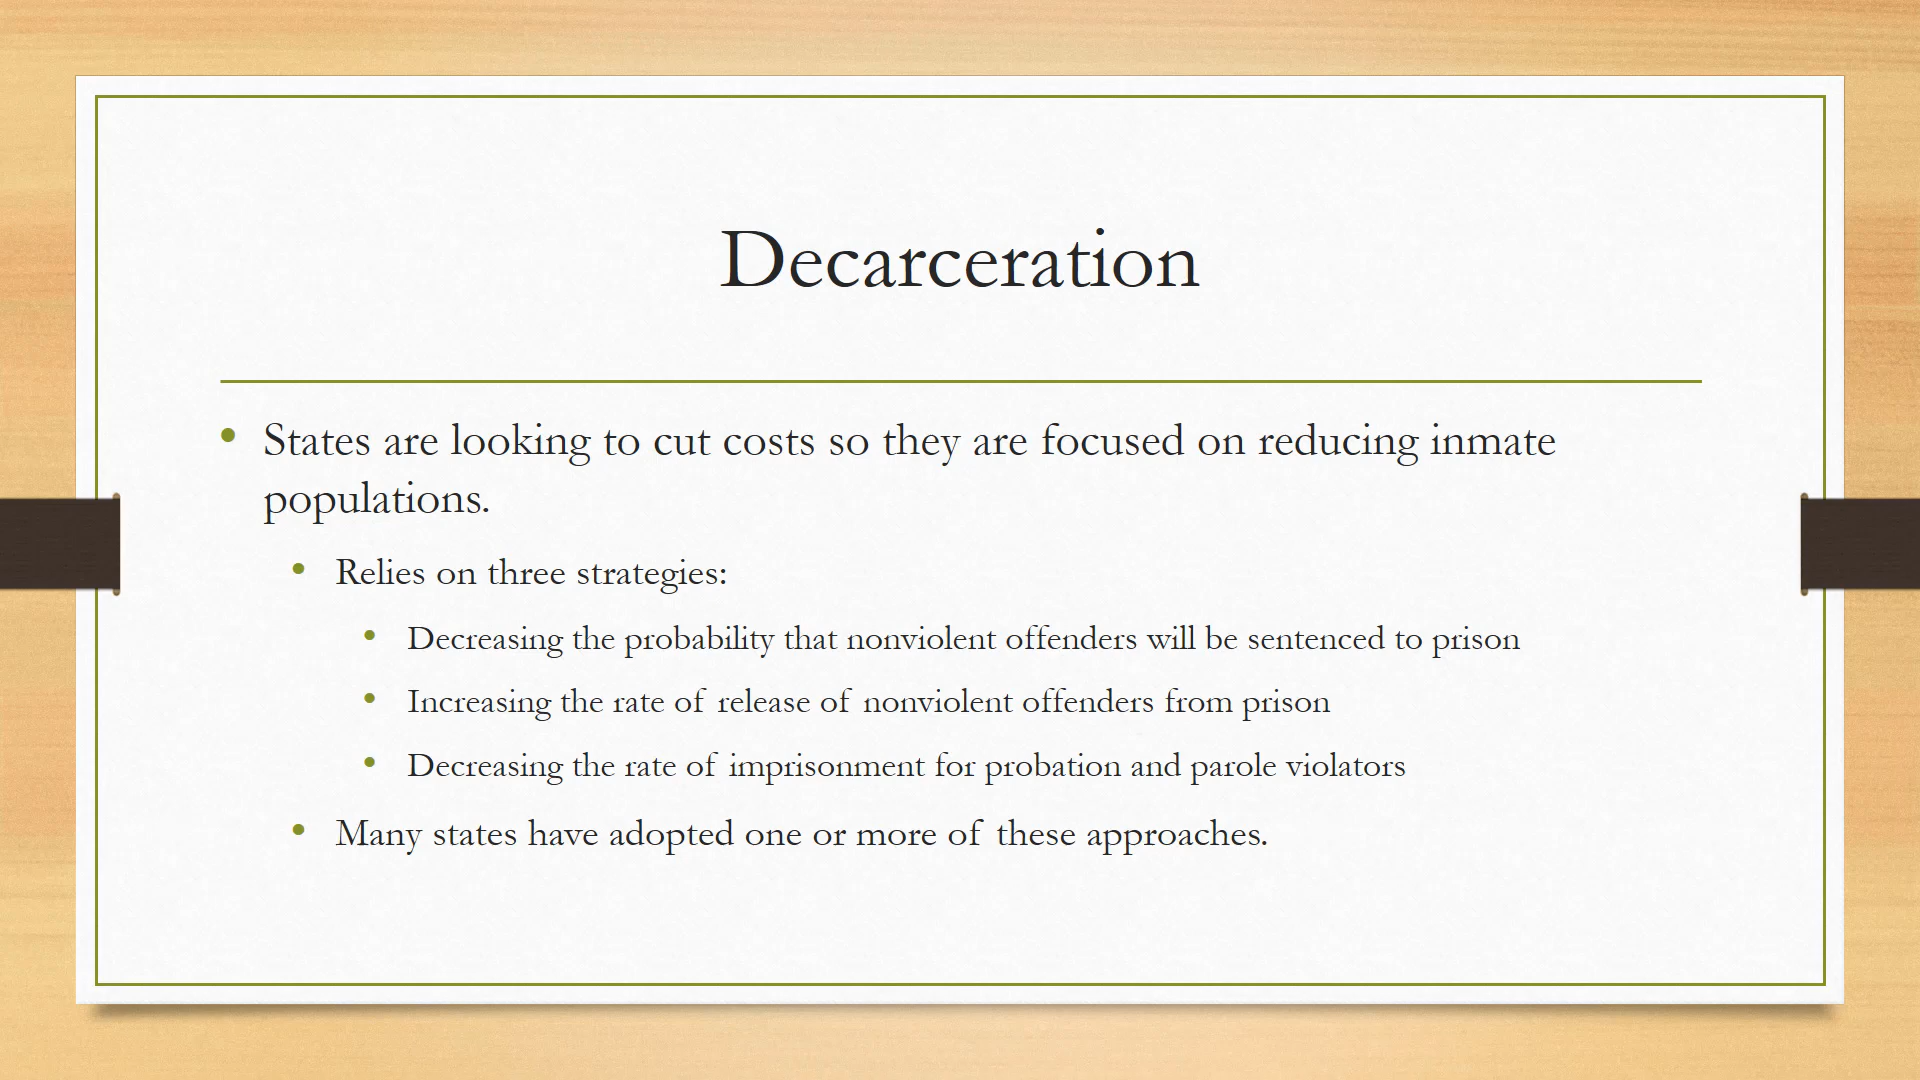 Decarceration
• States are looking to cut costs so they are focused on reducing inmate
populations.
• Relies on three strategies:
• Decreasing the probability that nonviolent offenders will be sentenced to prison
• Increasing the rate of release of nonviolent offenders from prison
• Decreasing the rate of imprisonment for probation and parole violators
• Many states have adopted one or more of these approaches.